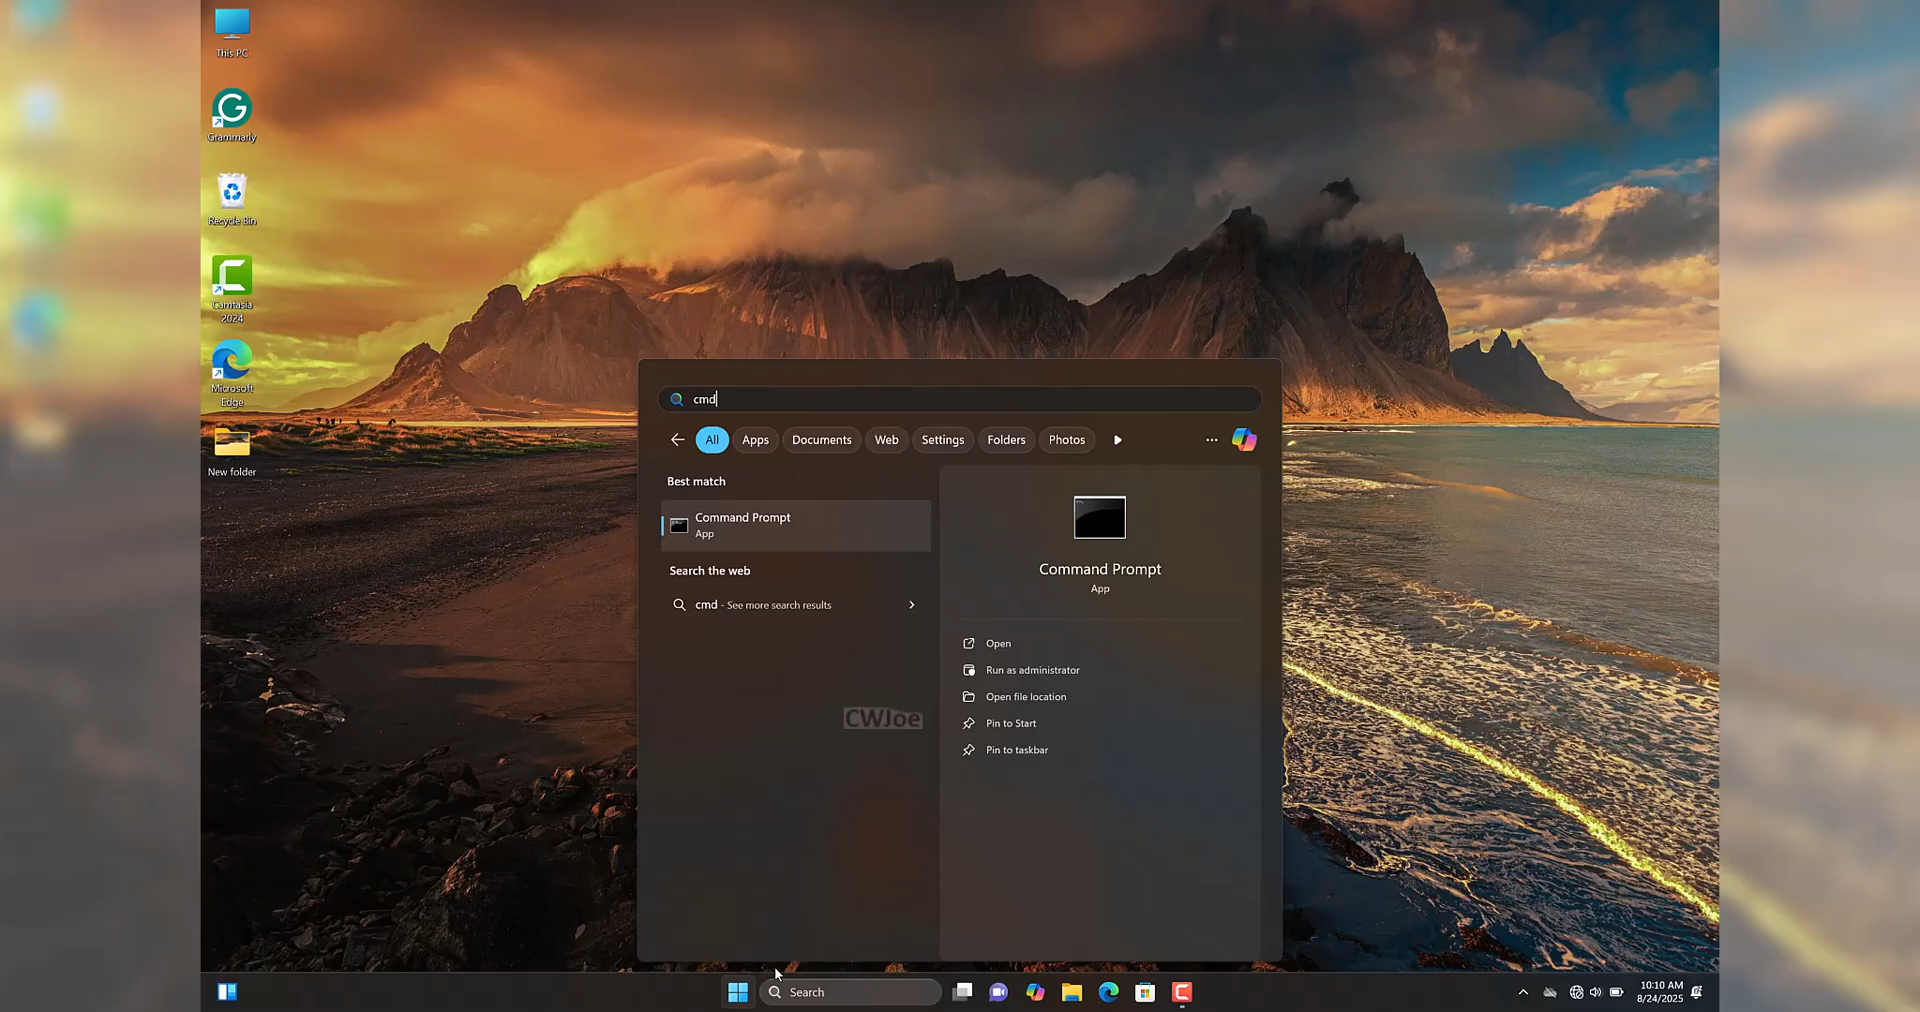 This PC
Grammarly
Recycle Bin
Camtasia
2024
Microsoft
Edge
New folder
cmd
All
Apps
Documents
Web
Settings
Folders
Photos
Best match
Command Prompt
App
Search the web
cmd - See more search results
Command Prompt
App
Open
Run as administrator
Open file location
Pin to Start
Pin to taskbar
CWJoe
Search
10:10 AM
8/24/2025